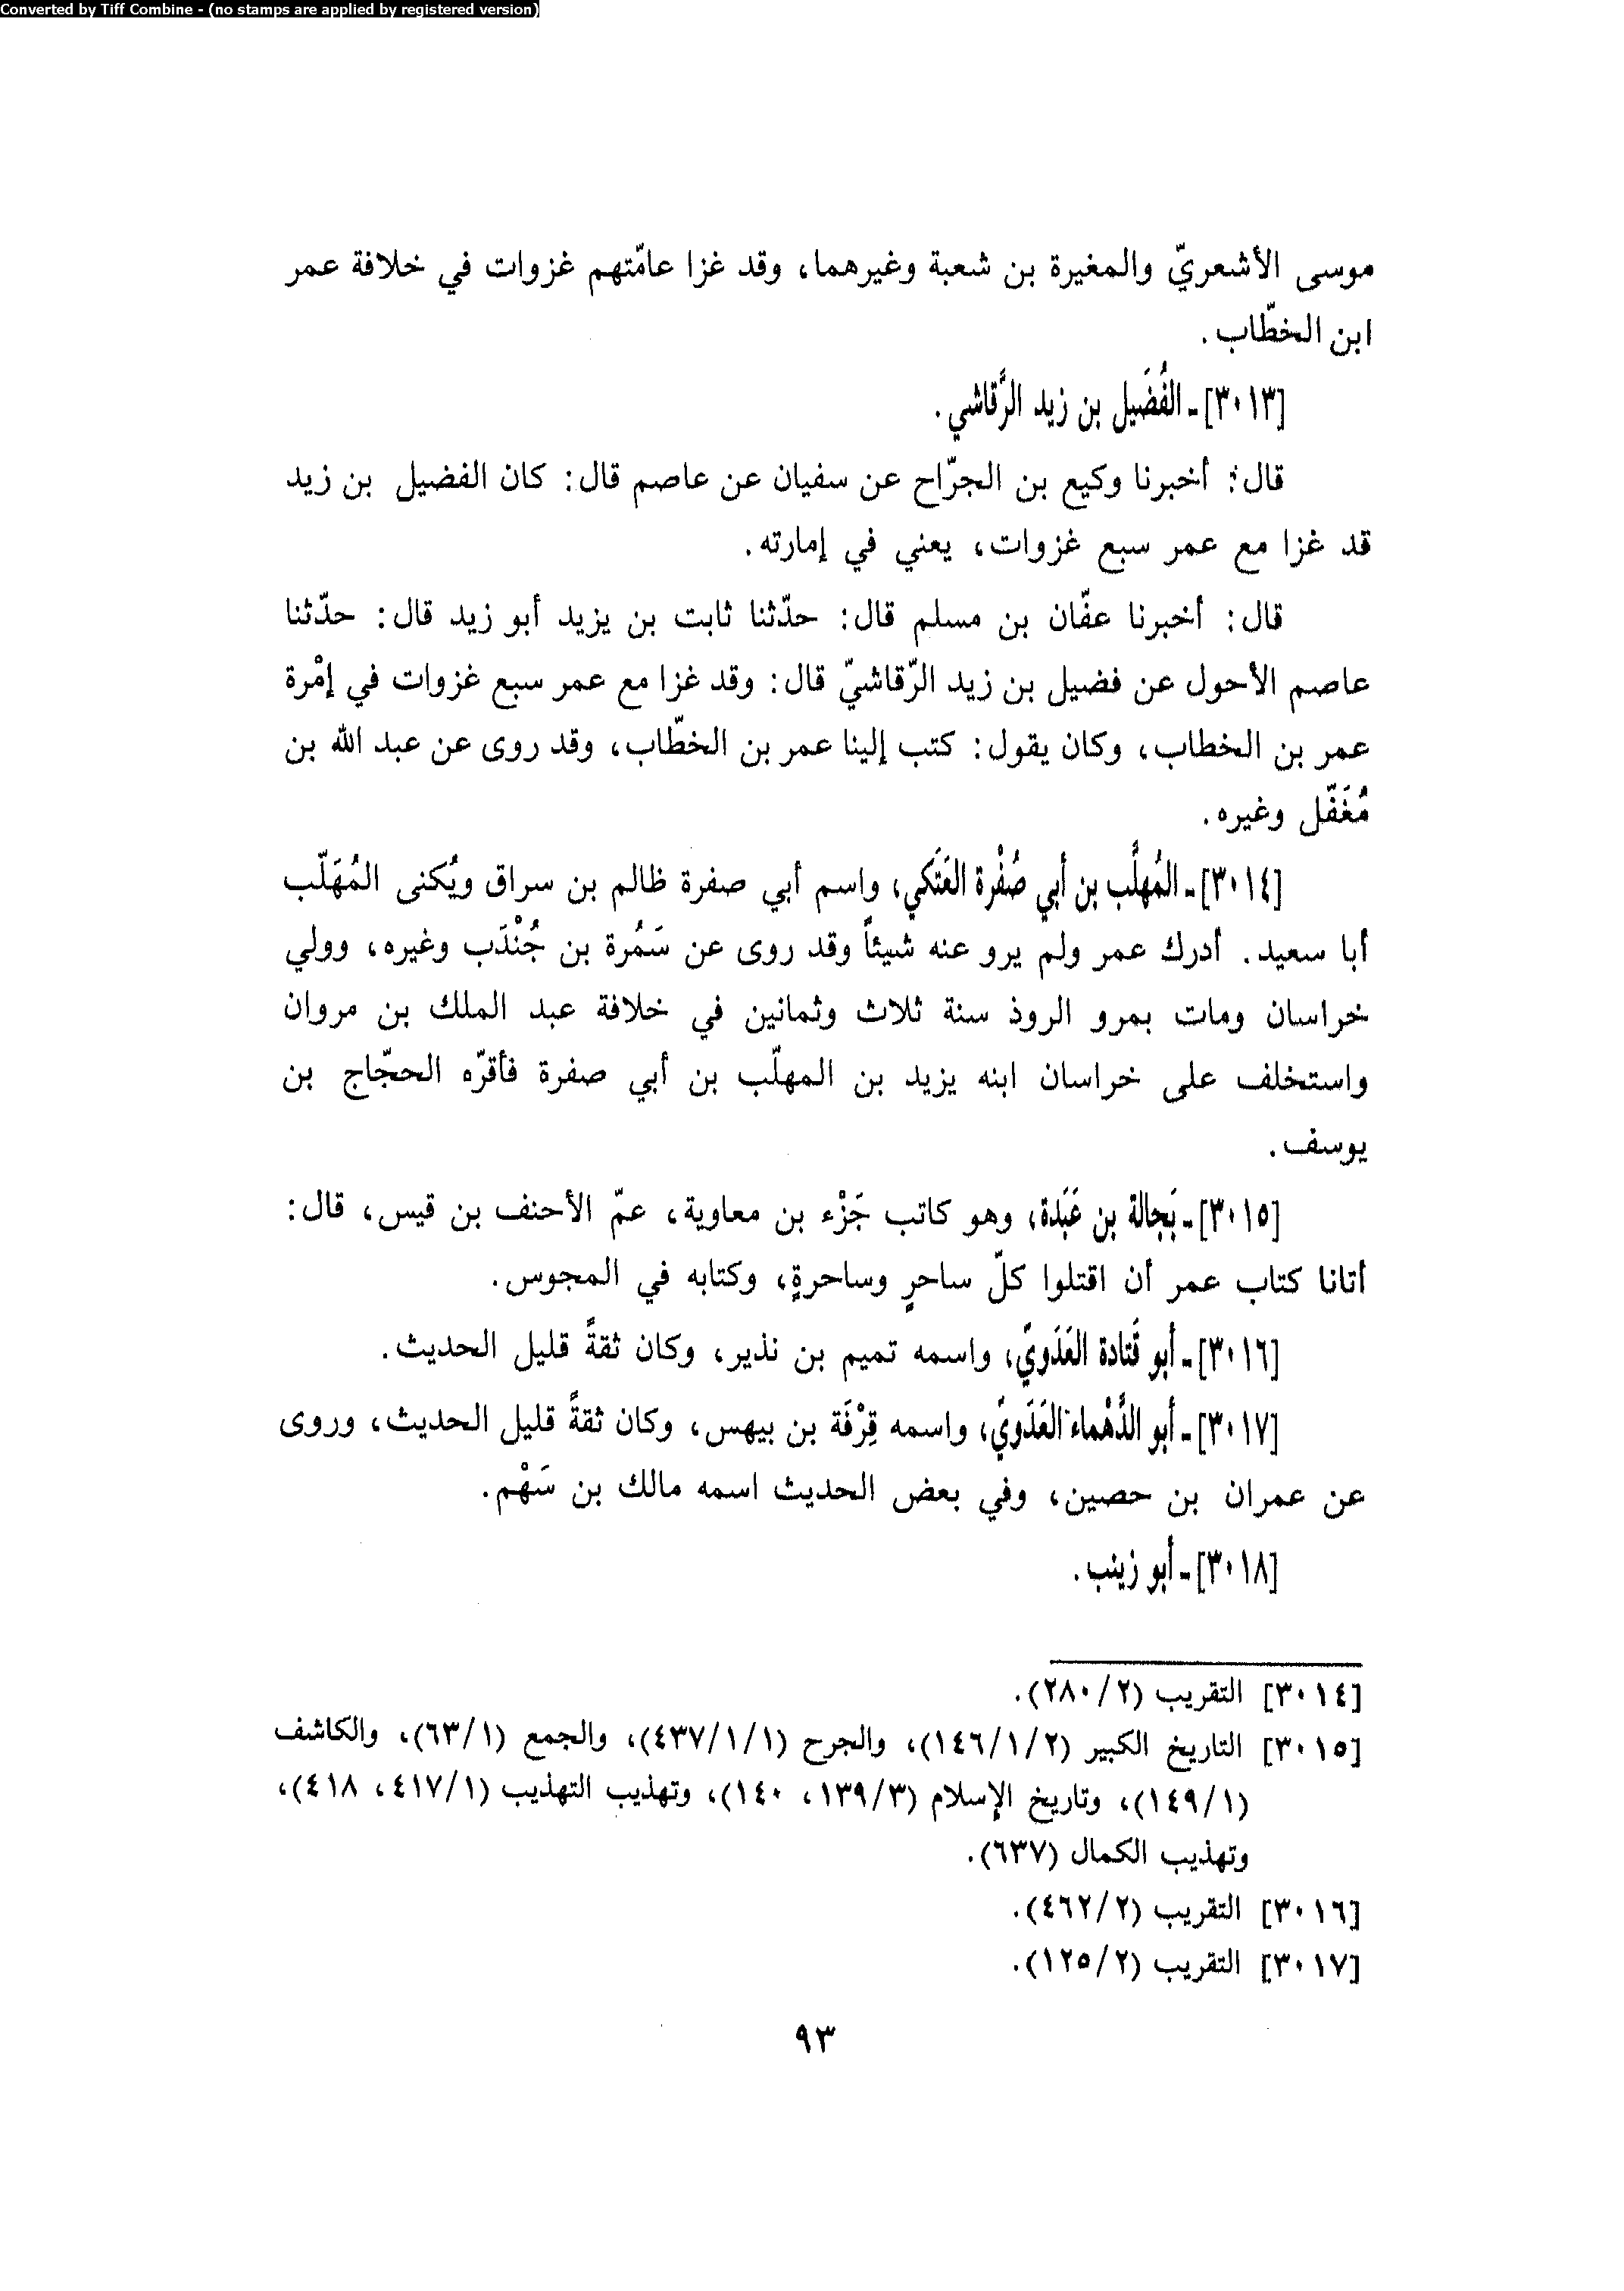 Converted by Tiff Combine - (no stamps are applied by registered version)
موسى الأشعريّ والمغيرة بن شعبة وغيرهما، وقد غزا عامّتهم غزوات في خلافة عمر
ابن الخطّاب.
[٣٠١٣] ـ الفُضَيل بن زيد الرَّقاشي.
قال: أخبرنا وكيع بن الجرّاح عن سفيان عن عاصم قال: كان الفضيل بن زيد
قد غزا مع عمر سبع غزوات، يعني في إمارته.
قال: أخبرنا عفّان بن مسلم قال: حدّثنا ثابت بن يزيد أبو زيد قال: حدّثنا
عاصم الأحول عن فضيل بن زيد الرّقاشيّ قال: وقد غزا مع عمر سبع غزوات في إمْرة
عمر بن الخطاب، وكان يقول: كتب إلينا عمر بن الخطّاب، وقد روى عن عبد الله بن
مُغَفّل وغيره.
[٣٠١٤] ـ المُهلَّب بن أبي صُفْرة العَتَكي، واسم أبي صفرة ظالم بن سراق ويُكنى المُهَلّب
أبا سعيد. أدرك عمر ولم يرو عنه شيئاً وقد روى عن سَمُرة بن جُنْدَب وغيره، وولي
خراسان ومات بمرو الروذ سنة ثلاث وثمانين في خلافة عبد الملك بن مروان
واستخلف على خراسان ابنه يزيد بن المهلّب بن أبي صفرة فأقرّه الحجّاج بن
يوسف.
[٣٠١٥] ـ بَجالة بن عَبَدة، وهو كاتب جَزْء بن معاوية، عمّ الأحنف بن قيس، قال:
أتانا كتاب عمر أن اقتلوا كلّ ساحرٍ وساحرةٍ، وكتابه في المجوس.
[٣٠١٦] ـ أبو قَتادة العَدَويّ، واسمه تميم بن نذير، وكان ثقةً قليل الحديث.
[٣٠١٧] ـ أبو الدَّهْماء العَدَويّ، واسمه قِرْفَة بن بيهس، وكان ثقةً قليل الحديث، وروى
عن عمران بن حصين، وفي بعض الحديث اسمه مالك بن سَهْم.
[٣٠١٨] ـ أبو زينب.
[٣٠١٤] التقريب (٢/ ٢٨٠).
[٣٠١٥] التاريخ الكبير (٢/ ١/ ١٤٦)، والجرح (١/ ١/ ٤٣٧)، والجمع (١/ ٦٣)، والكاشف
(١/ ١٤٩)، وتاريخ الإسلام (٣/ ١٣٩، ١٤٠)، وتهذيب التهذيب (١/ ٤١٧، ٤١٨)،
وتهذيب الكمال (٦٣٧).
[٣٠١٦] التقريب (٢/ ٤٦٢).
[٣٠١٧] التقريب (٢/ ١٢٥).
٩٣